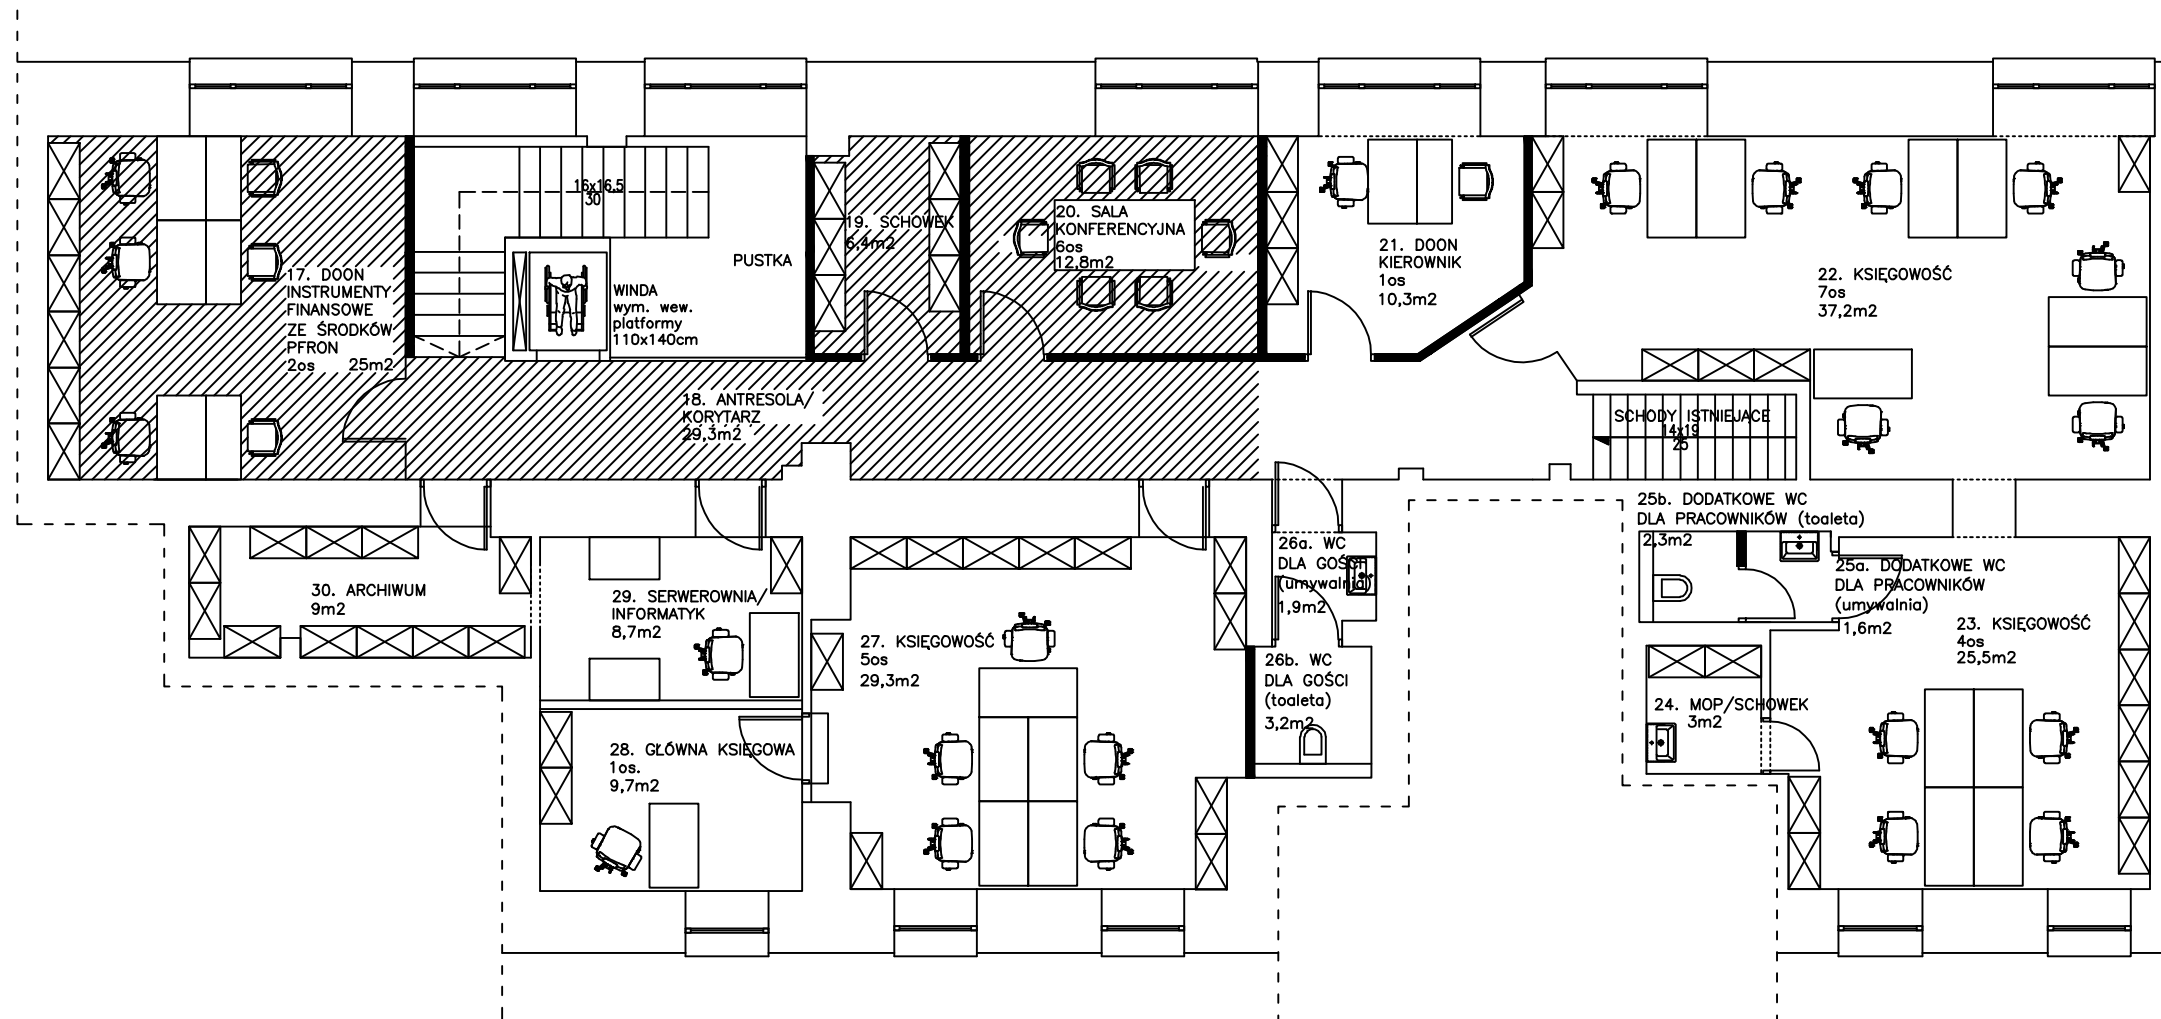 16x16,5
30
17. DOON
INSTRUMENTY
FINANSOWE
ZE ŚRODKÓW
PFRON
2os 25m2
PUSTKA
WINDA
wym. wew.
platformy
110x140cm
18. ANTRESOLA/
KORYTARZ
29,3m2
19. SCHOWEK
6,4m2
20. SALA
KONFERENCYJNA
6os
12,8m2
21. DOON
KIEROWNIK
1os
10,3m2
22. KSIĘGOWOŚĆ
7os
37,2m2
SCHODY ISTNIEJĄCE
14x19
25
25b. DODATKOWE WC
DLA PRACOWNIKÓW (toaleta)
2,3m2
25a. DODATKOWE WC
DLA PRACOWNIKÓW
(umywalnia)
1,6m2
23. KSIĘGOWOŚĆ
4os
25,5m2
24. MOP/SCHOWEK
3m2
26a. WC
DLA GOŚCI
(umywalnia)
1,9m2
26b. WC
DLA GOŚCI
(toaleta)
3,2m2
27. KSIĘGOWOŚĆ
5os
29,3m2
28. GŁÓWNA KSIĘGOWA
1os.
9,7m2
29. SERWEROWNIA/
INFORMATYK
8,7m2
30. ARCHIWUM
9m2